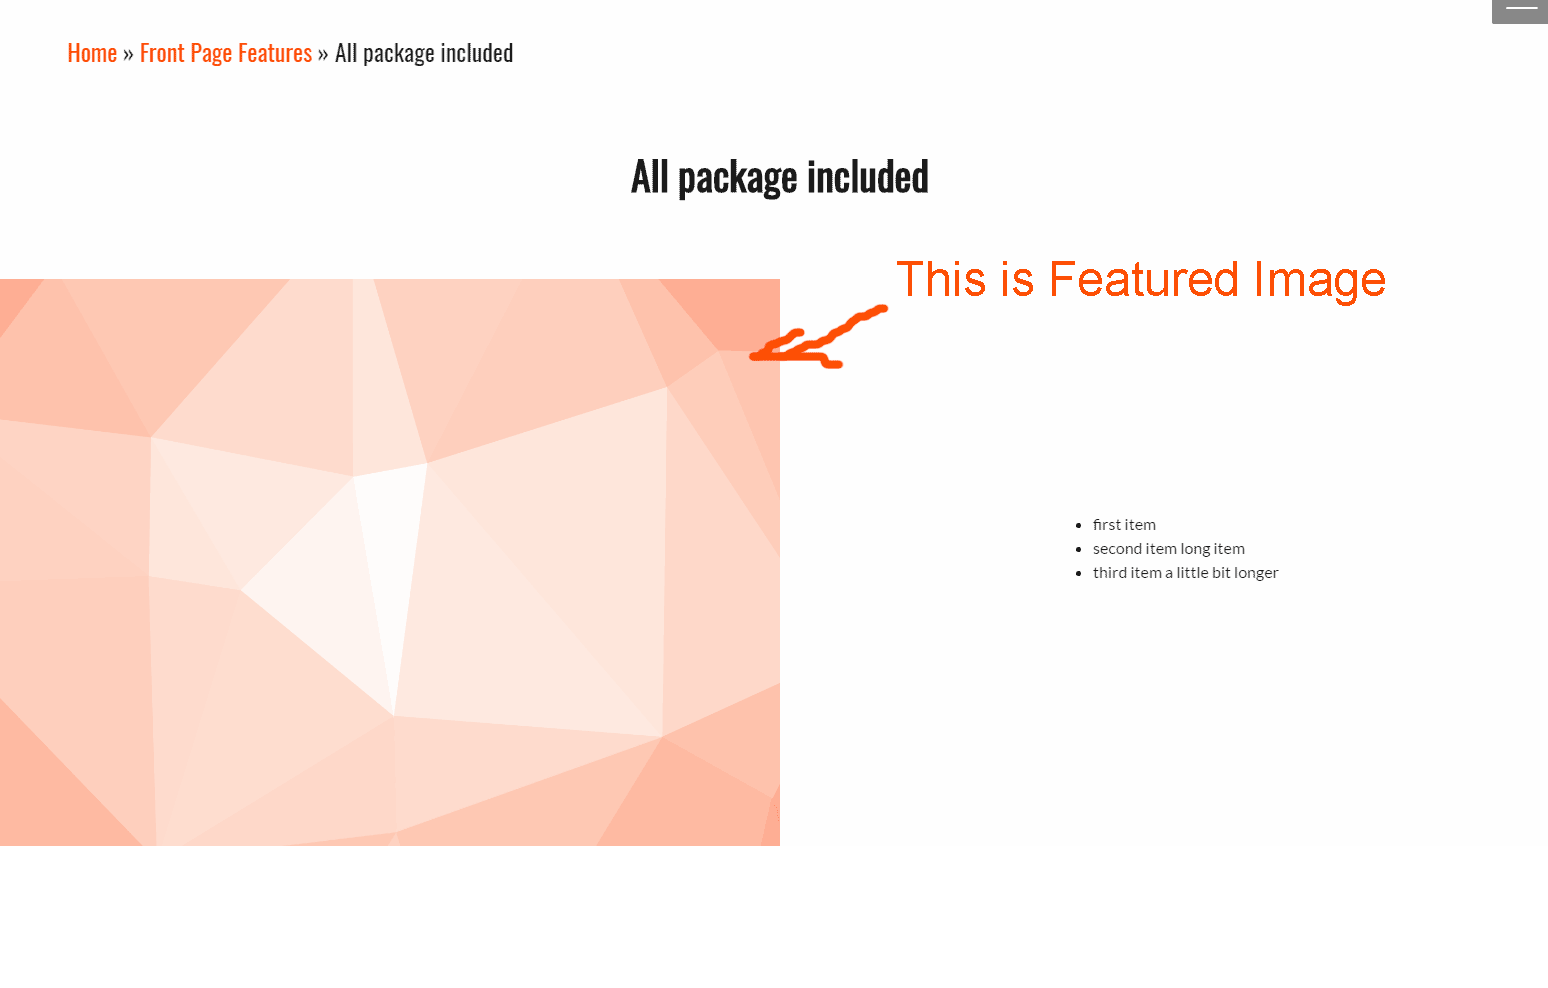 Home » Front Page Features » All package included
All package included
This is Featured Image
first item
second item long item
third item a little bit longer